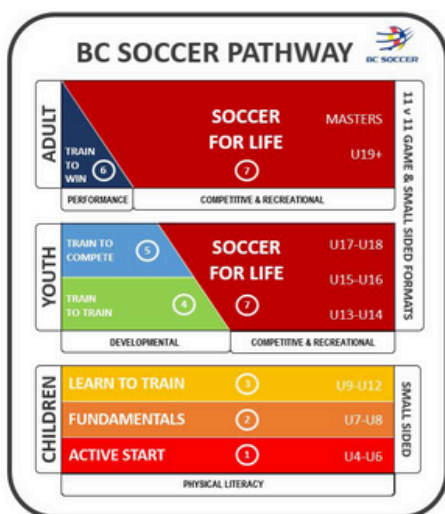 BC SOCCER PATHWAY
BC SOCCER
ADULT
TRAIN
TO
WIN
6
SOCCER
FOR LIFE
7
MASTERS
U19+
PERFORMANCE
COMPETITIVE & RECREATIONAL
11 v 11 GAME & SMALL SIDED FORMATS
YOUTH
TRAIN TO
COMPETE
5
TRAIN
TO TRAIN
4
SOCCER
FOR LIFE
7
U17-U18
U15-U16
U13-U14
DEVELOPMENTAL
COMPETITIVE & RECREATIONAL
CHILDREN
LEARN TO TRAIN 3 U9-U12
FUNDAMENTALS 2 U7-U8
ACTIVE START 1 U4-U6
SMALL SIDED
PHYSICAL LITERACY